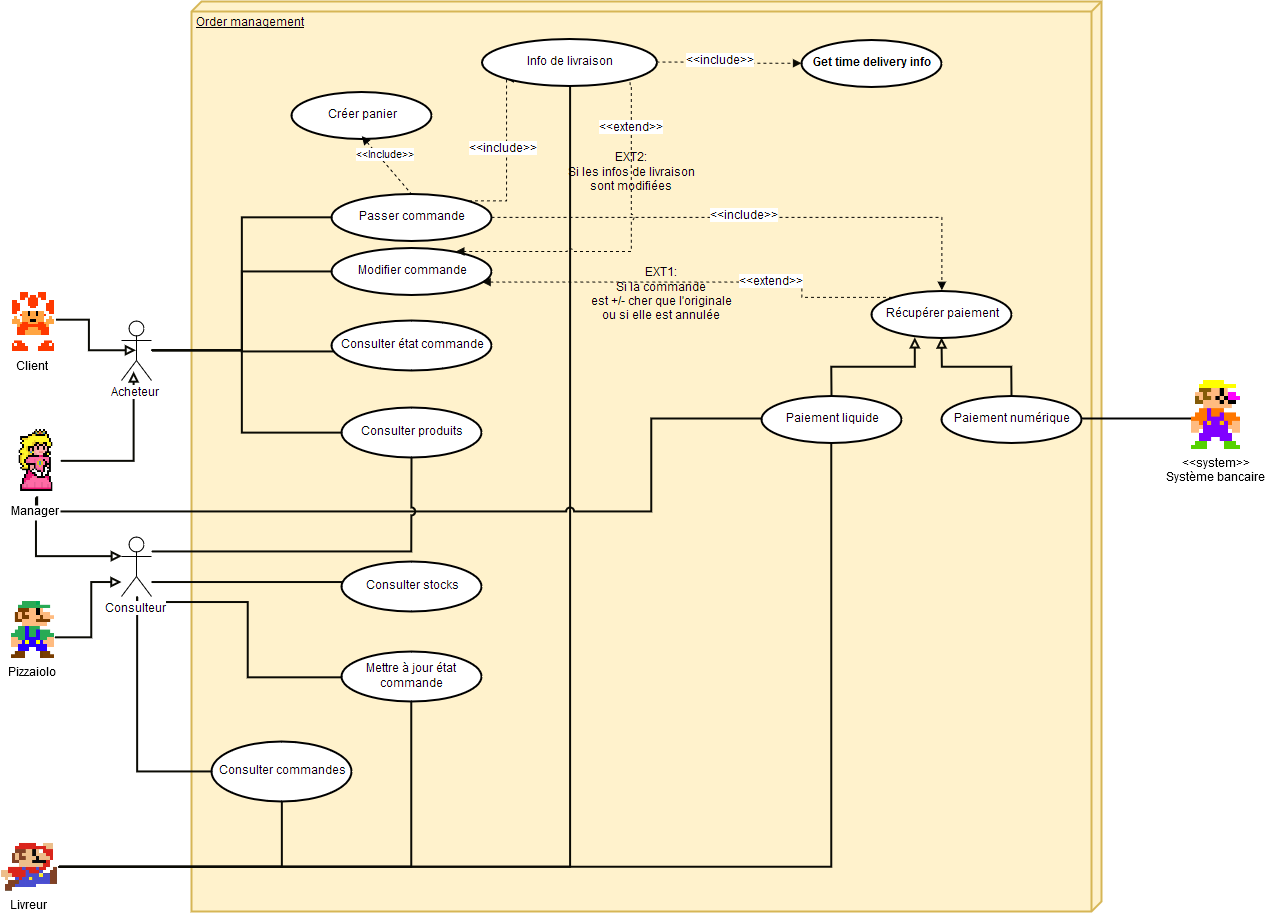 Order management
Info de livraison
<<include>>
Get time delivery info
Créer panier
<<extend>>
<<include>>
<<include>>
EXT2:
Si les infos de livraison
sont modifiées
Passer commande
<<include>>
Modifier commande
EXT1:
Si la commande
est +/- cher que l'originale
ou si elle est annulée
<<extend>>
Récupérer paiement
Consulter état commande
Client
Acheteur
Paiement liquide
Paiement numérique
Consulter produits
<<system>>
Système bancaire
Manager
Consulter stocks
Consulteur
Pizzaiolo
Mettre à jour état
commande
Consulter commandes
Livreur